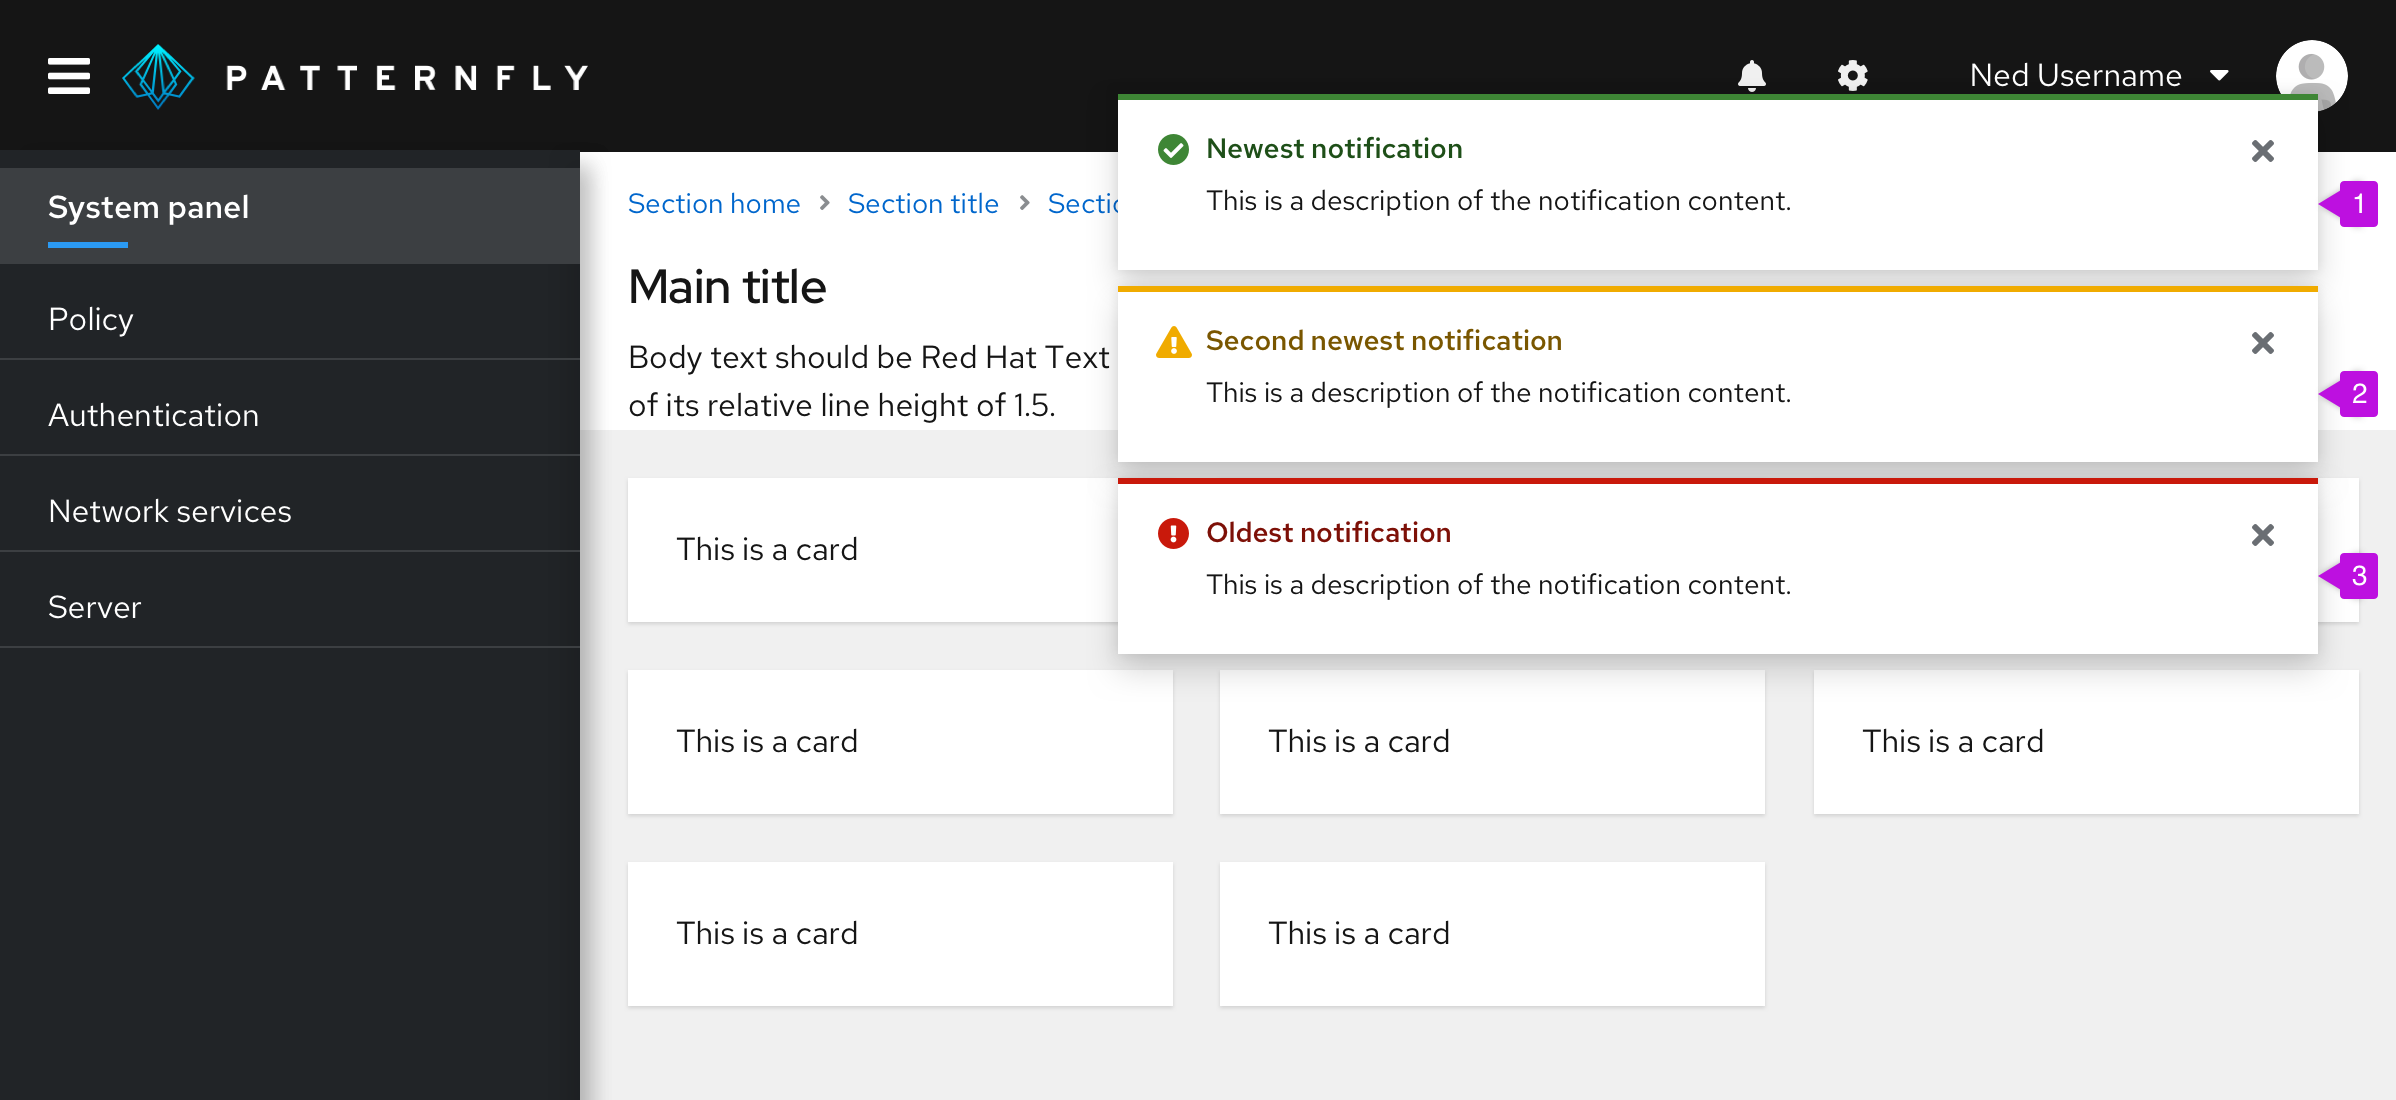 PATTERNFLY
Ned Username
System panel
Policy
Authentication
Network services
Server
Section home
Section title
Main title
Body text should be Red Hat Text
of its relative line height of 1.5.
Newest notification
This is a description of the notification content.
1
Second newest notification
This is a description of the notification content.
2
Oldest notification
This is a description of the notification content.
3
This is a card
This is a card
This is a card
This is a card
This is a card
This is a card